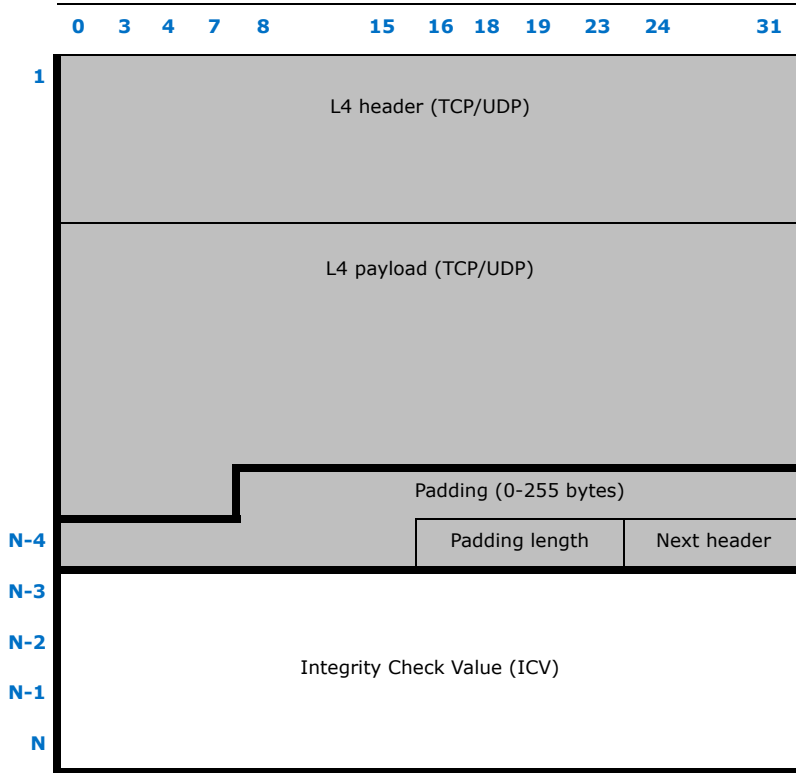 0 3 4 7 8 15 16 18 19 23 24 31
1
L4 header (TCP/UDP)
L4 payload (TCP/UDP)
Padding (0-255 bytes)
N-4 Padding length Next header
N-3
N-2
Integrity Check Value (ICV)
N-1
N